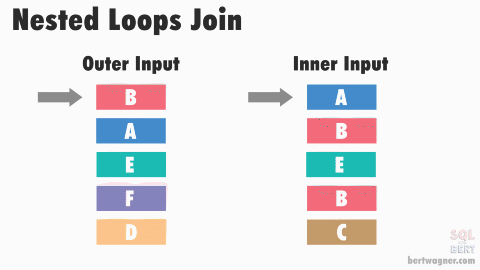 Nested Loops Join
Outer Input
Inner Input
B
A
A
B
E
E
F
B
D
C
SQL
BERT
bertwagner.com